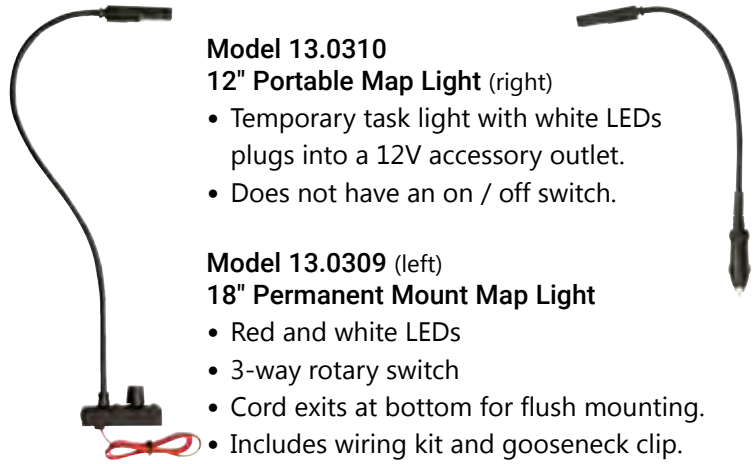 Model 13.0310
12" Portable Map Light (right)
• Temporary task light with white LEDs
plugs into a 12V accessory outlet.
• Does not have an on / off switch.
Model 13.0309 (left)
18" Permanent Mount Map Light
• Red and white LEDs
• 3-way rotary switch
• Cord exits at bottom for flush mounting.
• Includes wiring kit and gooseneck clip.